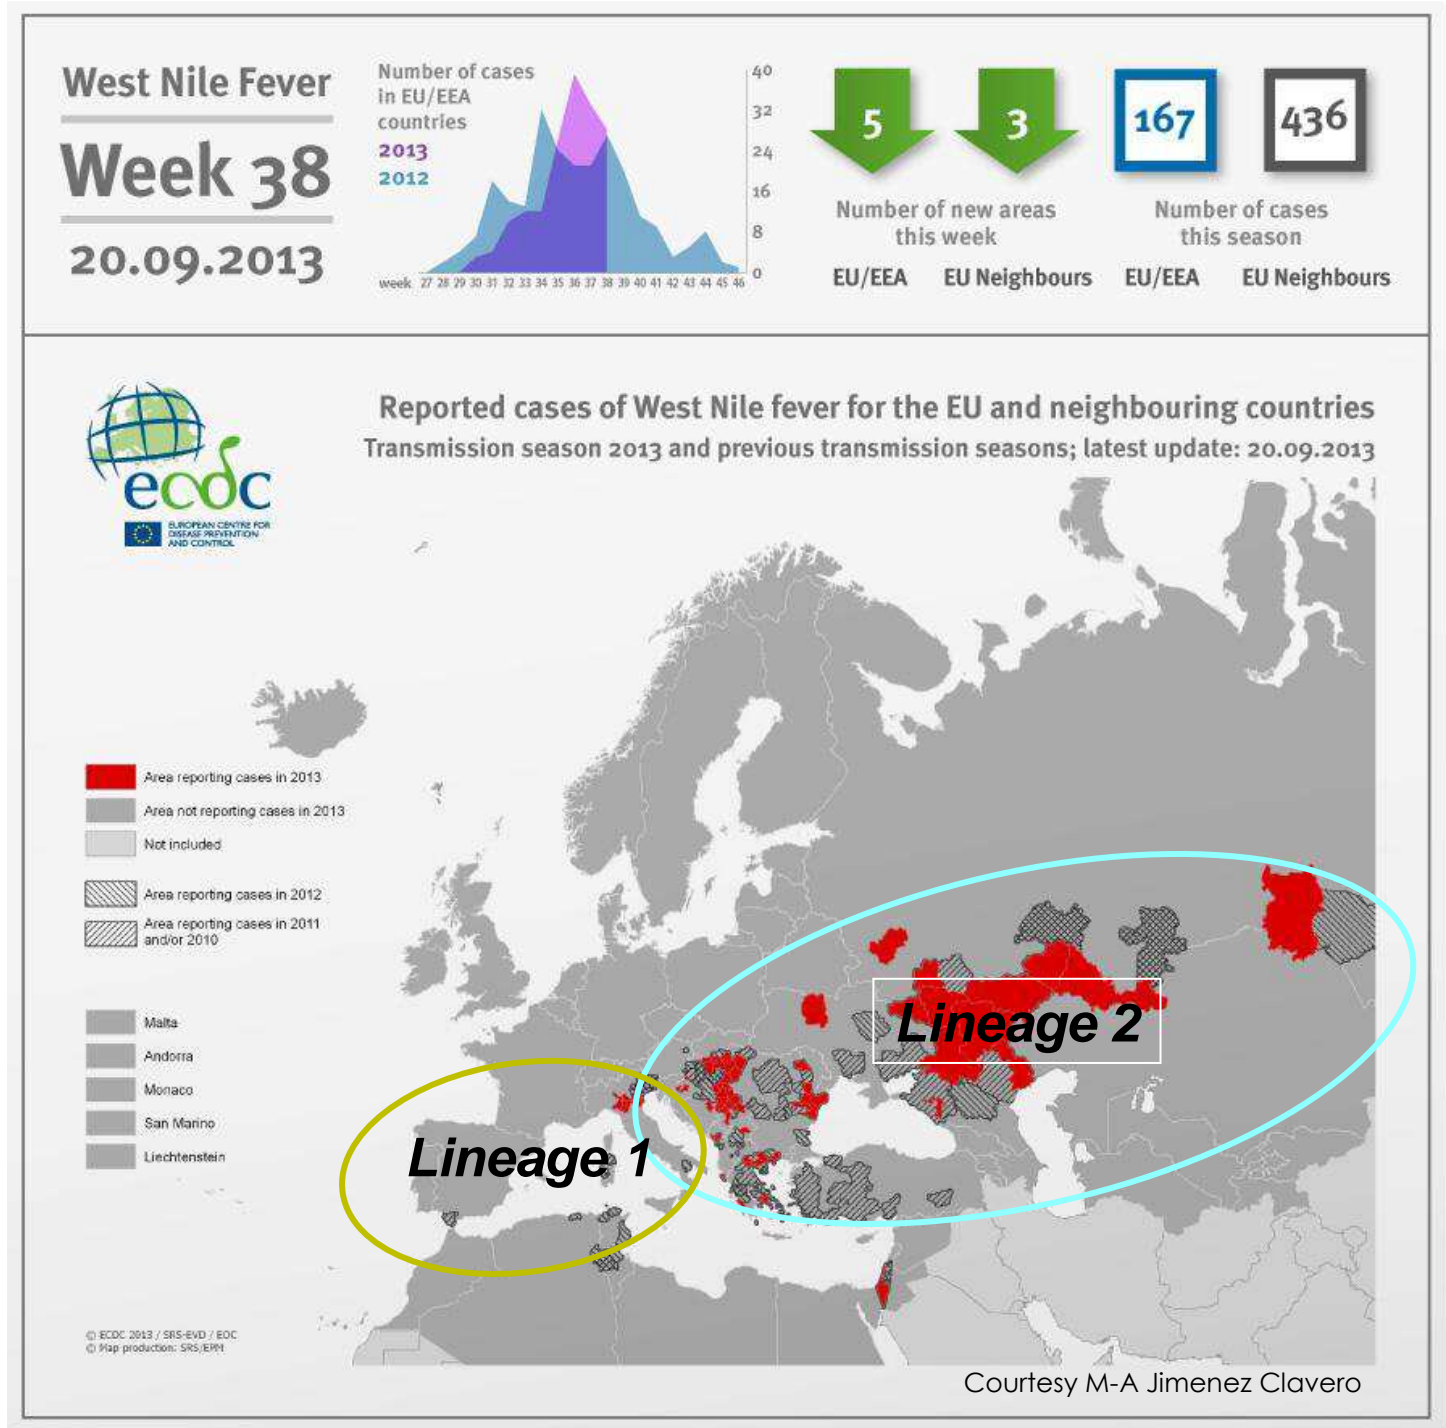 West Nile Fever
Week 38
20.09.2013
Number of cases
in EU/EEA
countries
2013
2012
40
32
24
16
8
0
week 27 28 29 30 31 32 33 34 35 36 37 38 39 40 41 42 43 44 45 46
5
3
167
436
Number of new areas
this week
Number of cases
this season
EU/EEA
EU Neighbours
EU/EEA
EU Neighbours
ecdc
EUROPEAN CENTRE FOR
DISEASE PREVENTION
AND CONTROL
Reported cases of West Nile fever for the EU and neighbouring countries
Transmission season 2013 and previous transmission seasons; latest update: 20.09.2013
Area reporting cases in 2013
Area not reporting cases in 2013
Not included
Area reporting cases in 2012
Area reporting cases in 2011
and/or 2010
Malta
Andorra
Monaco
San Marino
Liechtenstein
Lineage 2
Lineage 1
© ECDC 2013 / SRS-EVD / EOC
© Map production: SRS/EPM
Courtesy M-A Jimenez Clavero